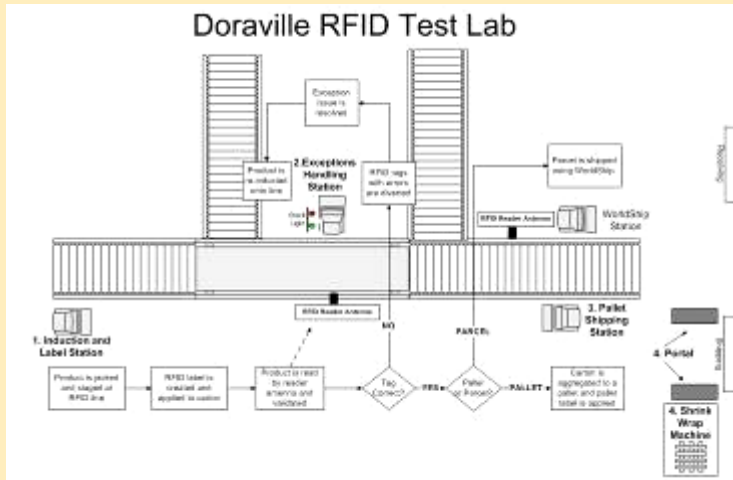 Doraville RFID Test Lab
Exception
issue is
resolved
Product is
re-inducted
onto line
2.Exceptions
Handling
Station
RFID tags
with errors
are diverted
Parcel is shipped
using WorldShip
RFID Reader Antenna
WorldShip
Station
Light
RFID Reader Antenna
1. Induction and
Label Station
3. Pallet
Shipping
Station
NO
PARCEL
4. Portal
Product is picked
and staged at
RFID line
RFID label is
created and
applied to carton
Product is read
by reader
antenna and
validated
Tag
Correct?
YES
Pallet
or Parcel?
PALLET
Carton is
aggregated to a
pallet and pallet
label is applied
4. Shrink
Wrap
Machine